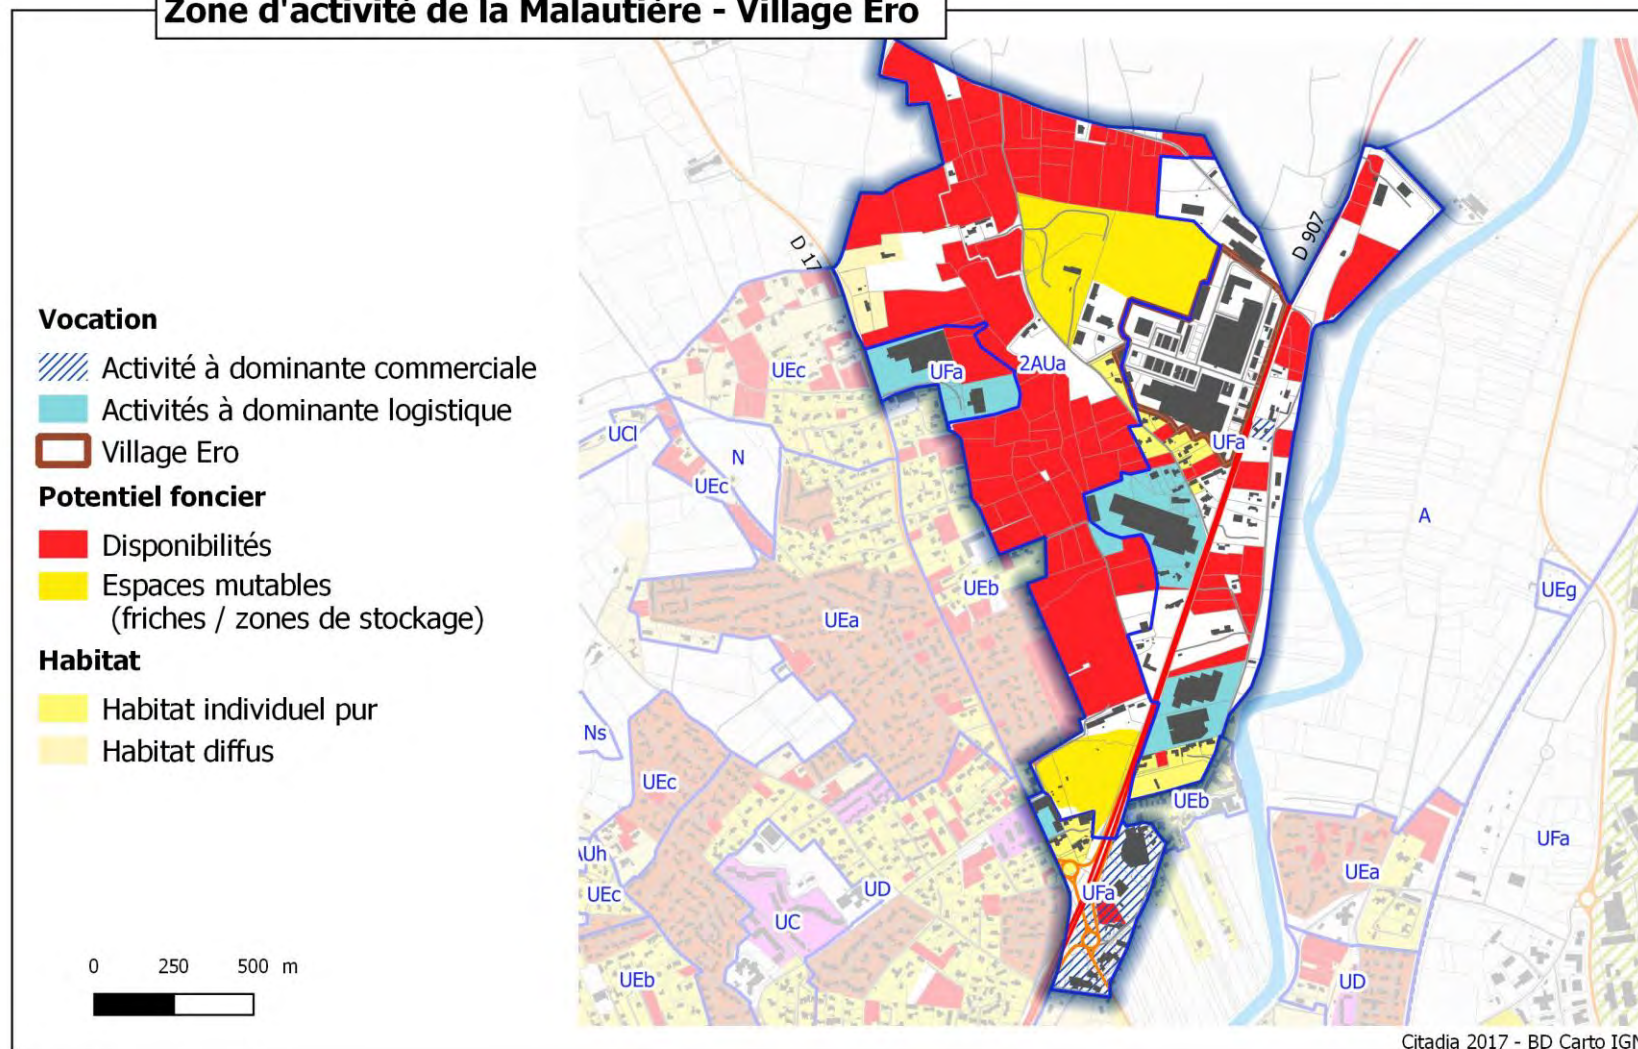 Zone d'activité de la Malautière - Village Ero
Vocation
Activité à dominante commerciale
Activités à dominante logistique
Village Ero
Potentiel foncier
Disponibilités
Espaces mutables
(friches / zones de stockage)
Habitat
Habitat individuel pur
Habitat diffus
0 250 500 m
D 907
D 17
UEc
UFa
2AUa
UCl
N
UEc
UFa
A
UEb
UEg
UEa
Ns
UEc
UEb
UFa
AUh
UEc
UD
UC
UFa
UEa
UEb
UD
Citadia 2017 - BD Carto IGN